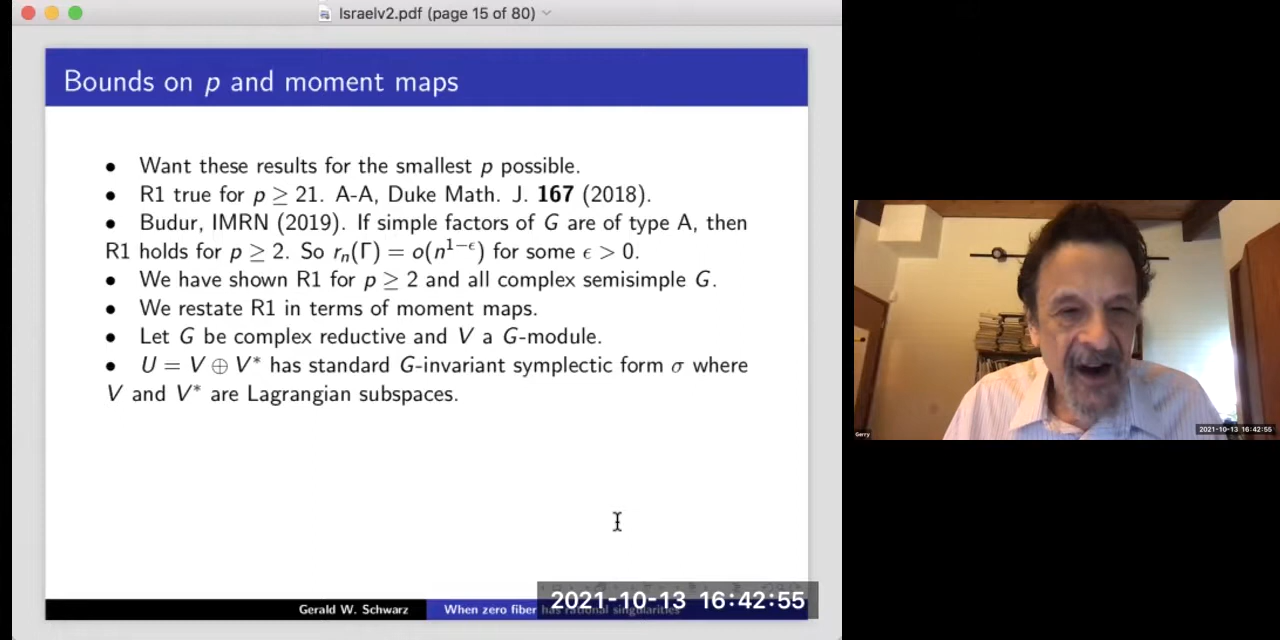 Israelv2.pdf (page 15 of 80)
Bounds on p and moment maps
• Want these results for the smallest p possible.
• R1 true for p ≥ 21. A-A, Duke Math. J. 167 (2018).
• Budur, IMRN (2019). If simple factors of G are of type A, then
R1 holds for p ≥ 2. So rₙ(Γ) = o(n^{1−ϵ}) for some ϵ > 0.
• We have shown R1 for p ≥ 2 and all complex semisimple G.
• We restate R1 in terms of moment maps.
• Let G be complex reductive and V a G-module.
• U = V ⊕ V* has standard G-invariant symplectic form σ where
V and V* are Lagrangian subspaces.
Gerald W. Schwarz When zero fiber has rational singularities
2021-10-13 16:42:55
Gerry
2021-10-13 16:42:55